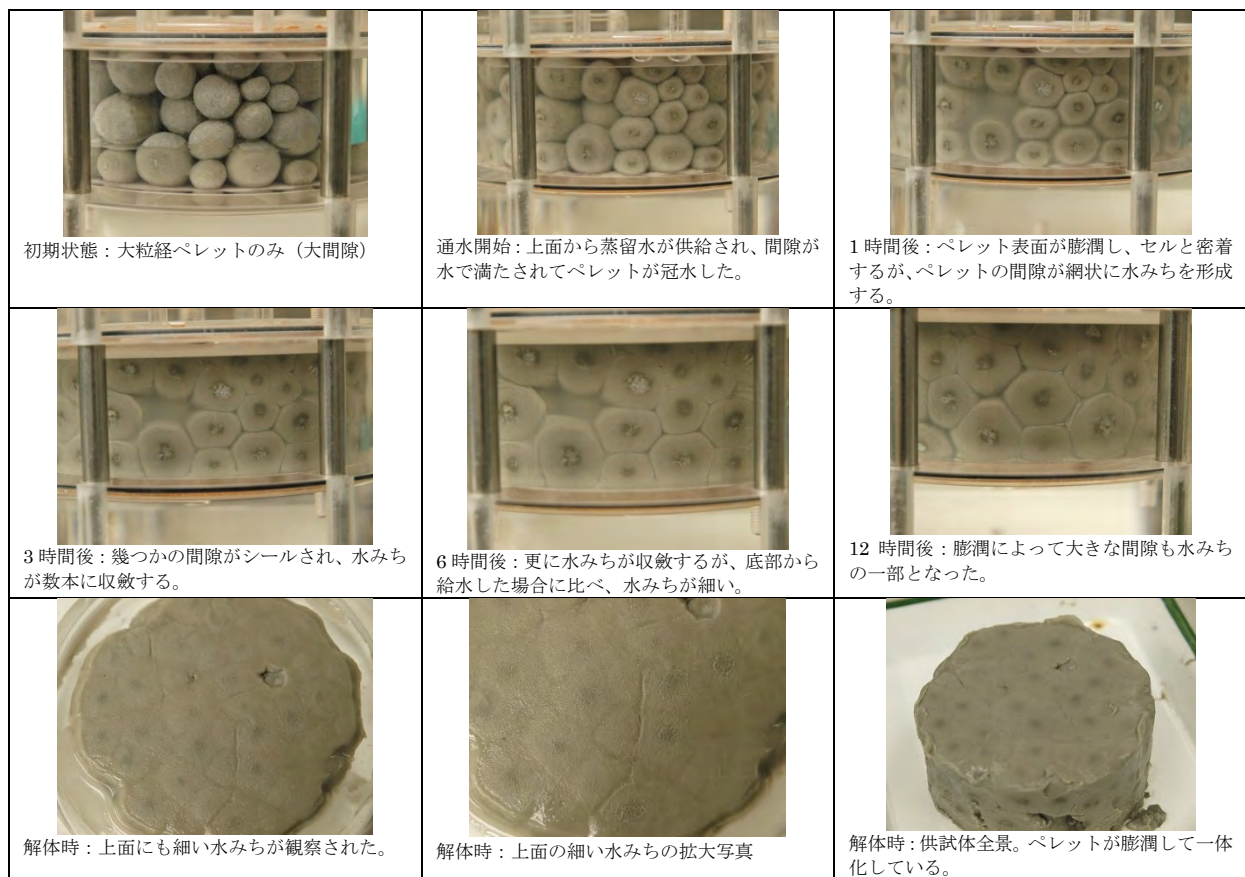 初期状態：大粒経ペレットのみ（大間隙）
通水開始：上面から蒸留水が供給され、間隙が
水で満たされてペレットが冠水した。
1 時間後：ペレット表面が膨潤し、セルと密着
するが、ペレットの間隙が網状に水みちを形成
する。
3 時間後：幾つかの間隙がシールされ、水みち
が数本に収斂する。
6 時間後：更に水みちが収斂するが、底部から
給水した場合に比べ、水みちが細い。
12 時間後：膨潤によって大きな間隙も水みち
の一部となった。
解体時：上面にも細い水みちが観察された。
解体時：上面の細い水みちの拡大写真
解体時：供試体全景。ペレットが膨潤して一体
化している。